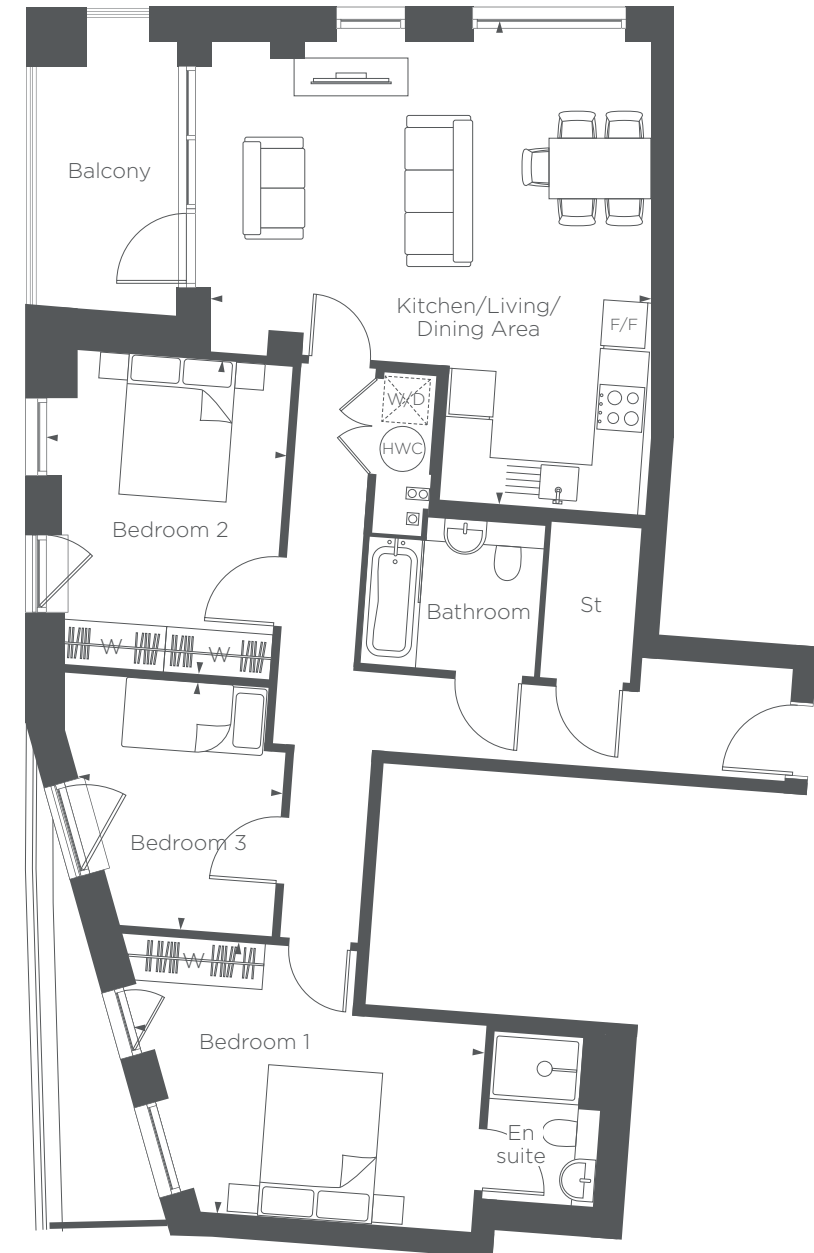 Balcony
Kitchen/Living/
Dining Area
F/F
W/D
HWC
Bedroom 2
Bathroom
St
W
W
Bedroom 3
W
Bedroom 1
En
suite